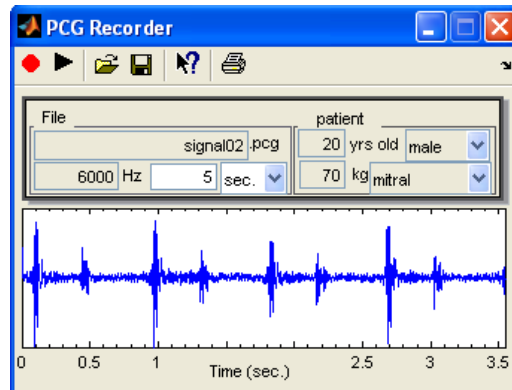 PCG Recorder
File
signal02 .pcg
6000 Hz 5 sec.
patient
20 yrs old male
70 kg mitral
0 0.5 1 2.5 3 3.5
Time (sec.)